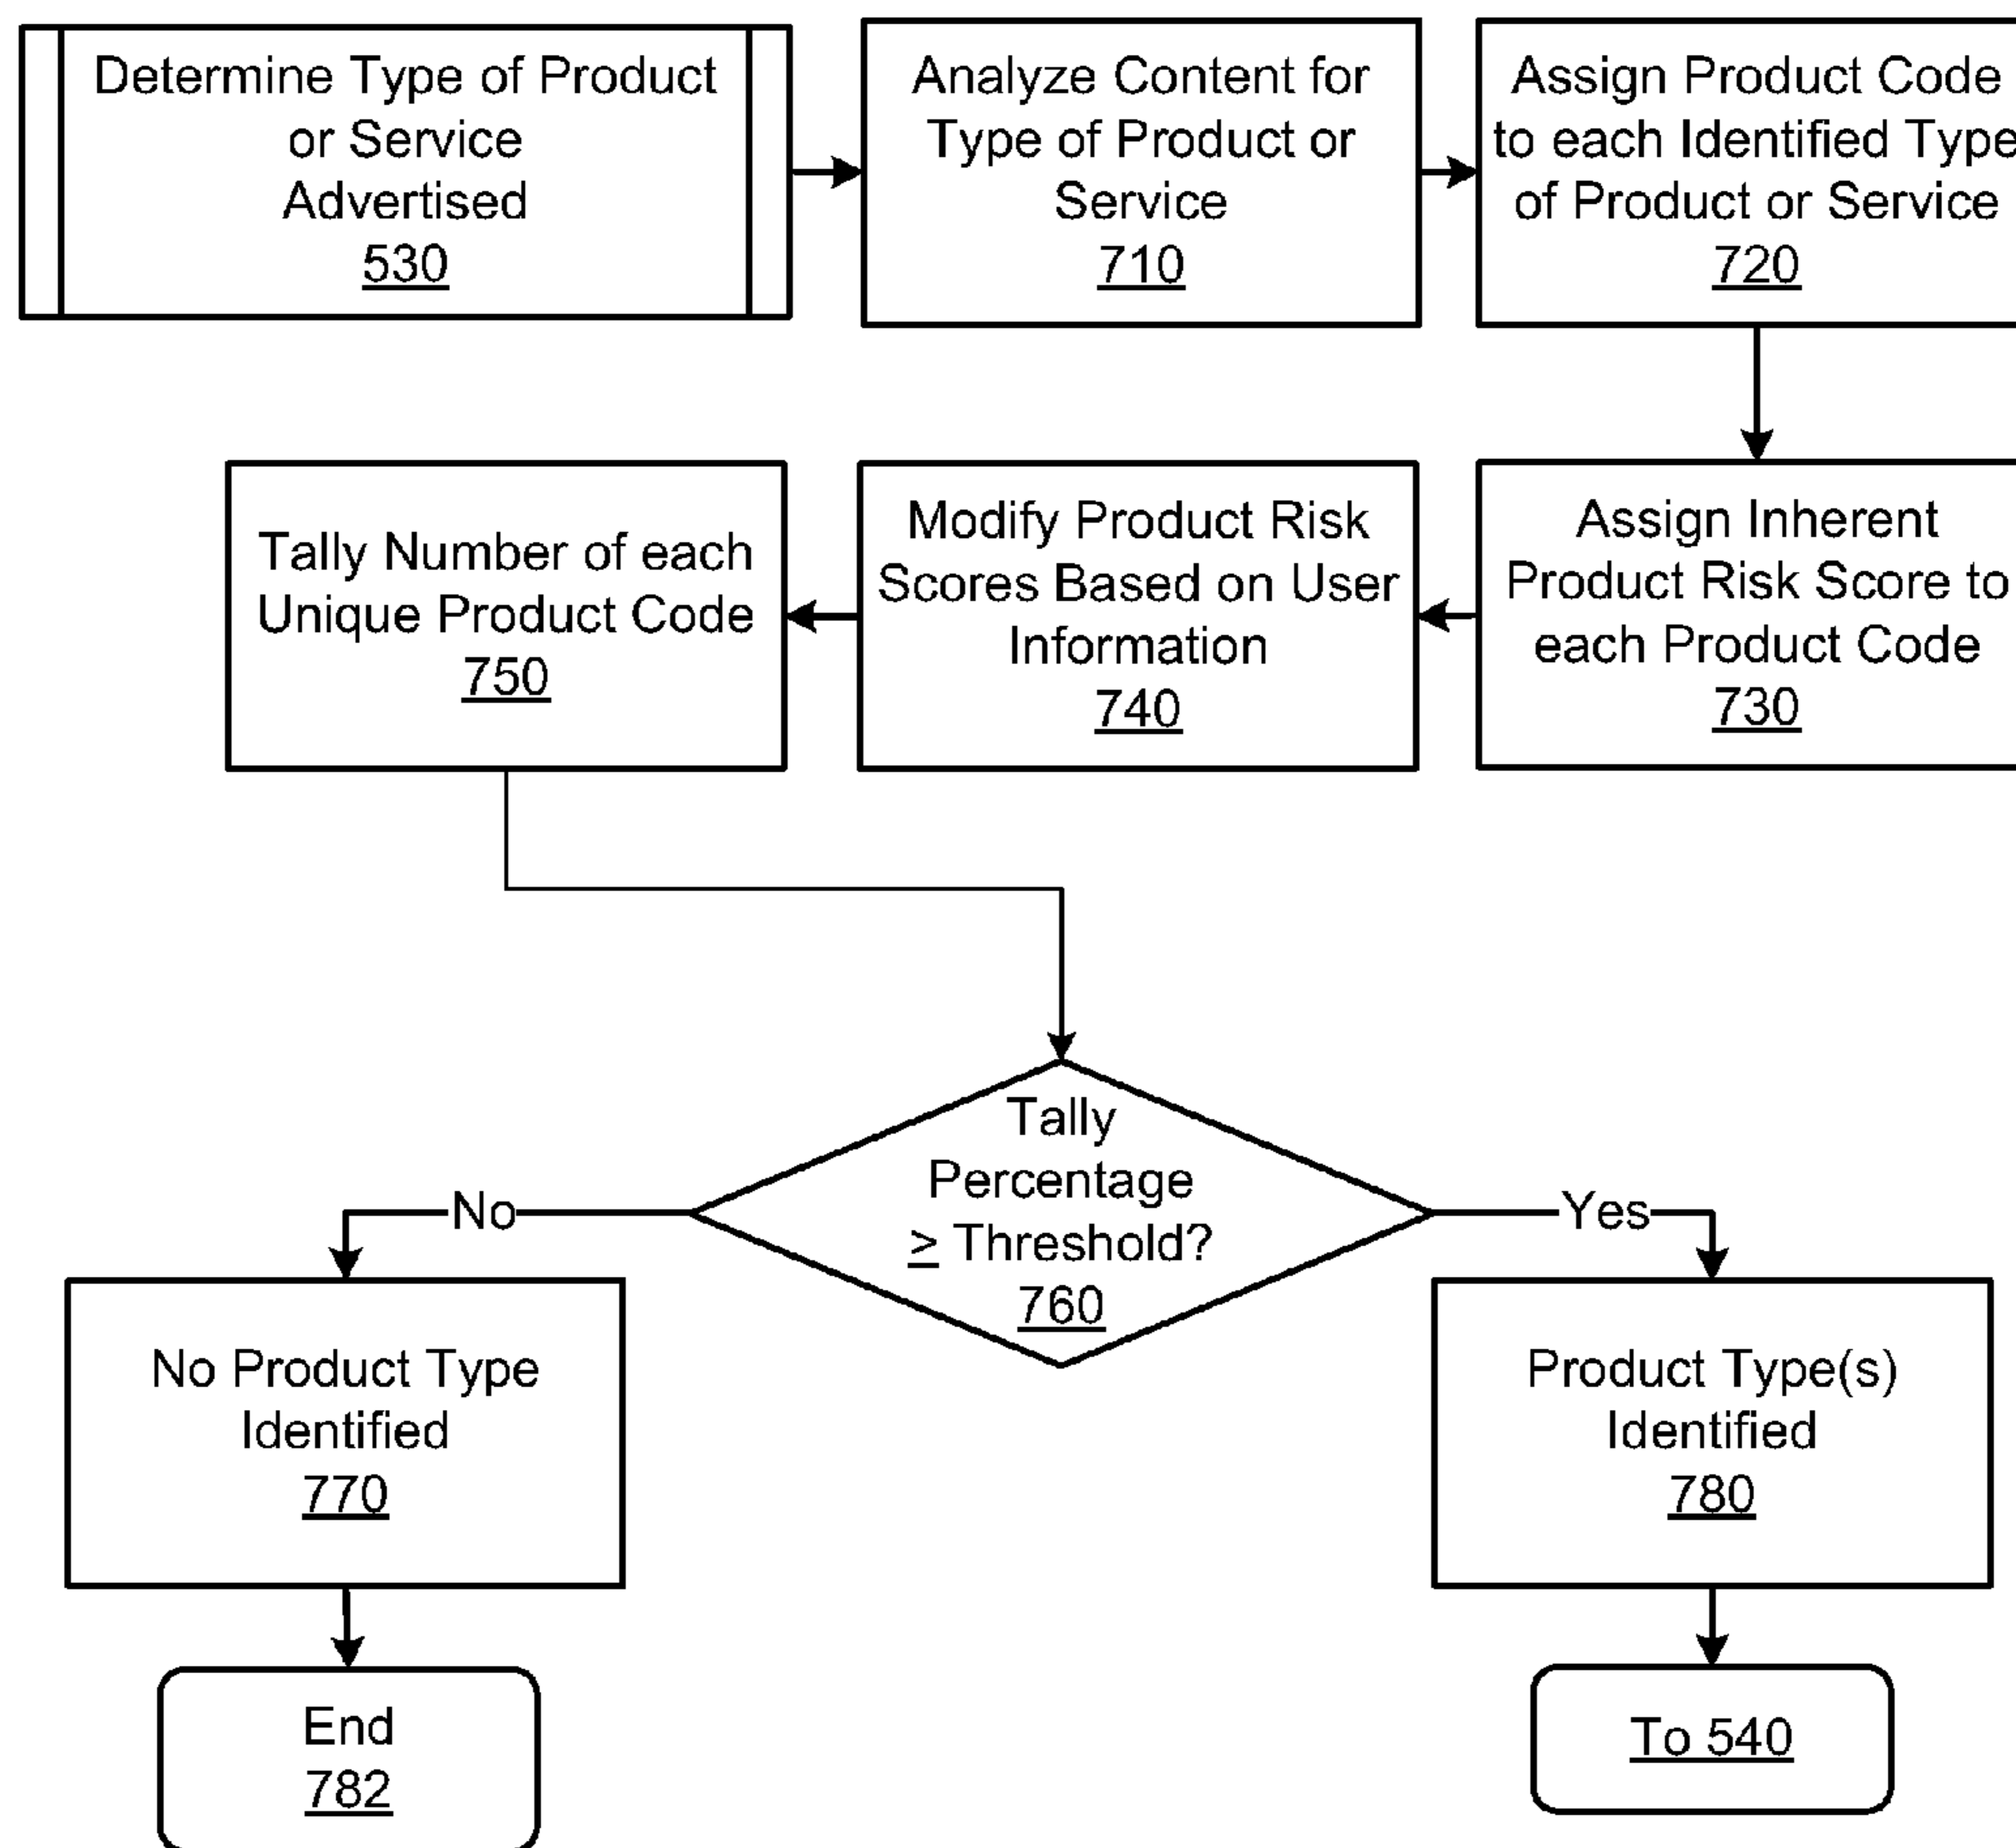 Determine Type of Product
or Service
Advertised
530
Analyze Content for
Type of Product or
Service
710
Assign Product Code
to each Identified Type
of Product or Service
720
Assign Inherent
Product Risk Score to
each Product Code
730
Modify Product Risk
Scores Based on User
Information
740
Tally Number of each
Unique Product Code
750
Tally
Percentage
≥ Threshold?
760
No
Yes
No Product Type
Identified
770
Product Type(s)
Identified
780
End
782
To 540